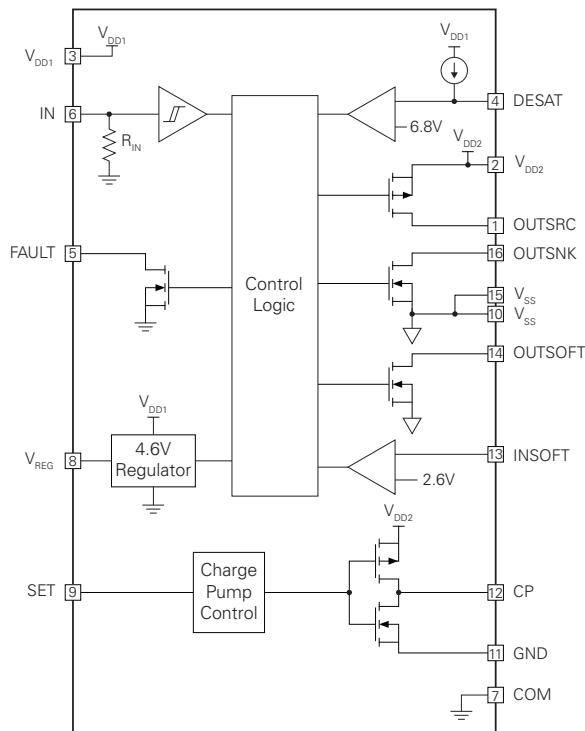 V_DD1
V_DD1
3
V_DD1
IN
6
R_IN
6.8V
4
DESAT
V_DD2
2
V_DD2
1
OUTSRC
FAULT
5
Control
Logic
16
OUTSNK
15
V_SS
10
V_SS
14
OUTSOFT
V_DD1
V_REG
8
4.6V
Regulator
2.6V
13
INSOFT
V_DD2
SET
9
Charge
Pump
Control
12
CP
11
GND
7
COM